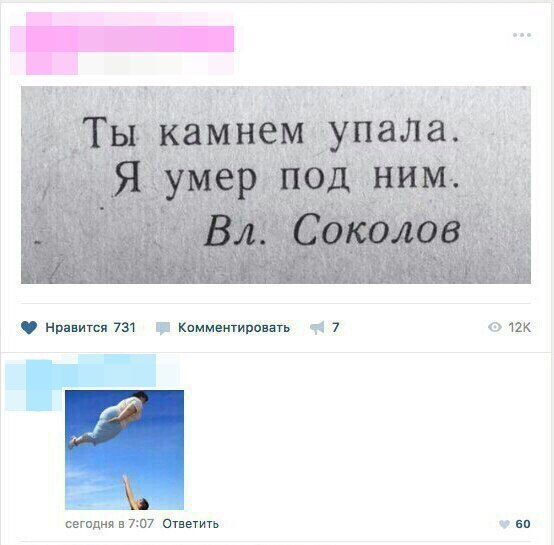 Ты камнем упала.
Я умер под ним.
Вл. Соколов
Нравится 731 Комментировать 7 12K
сегодня в 7:07 Ответить 60